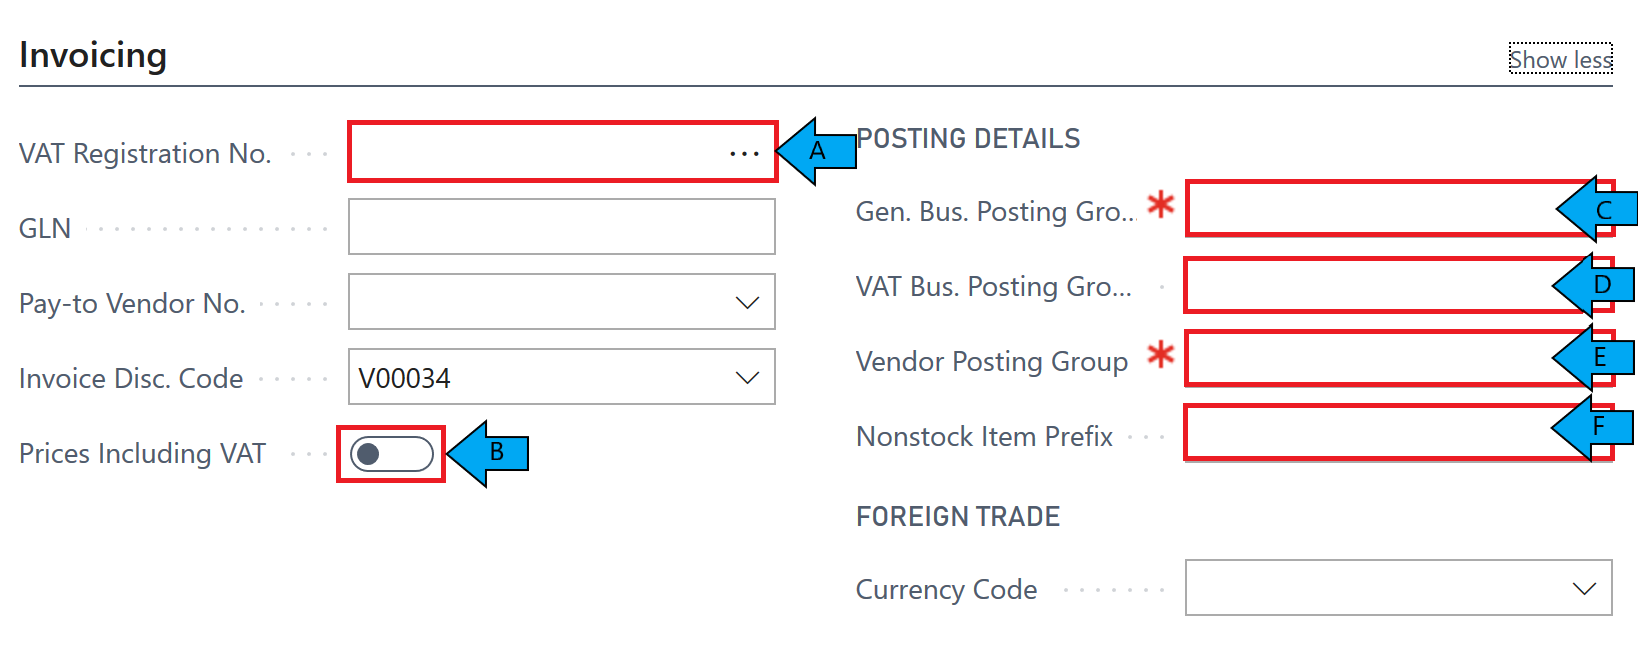 Invoicing
Show less
VAT Registration No.
A
GLN
Pay-to Vendor No.
Invoice Disc. Code
V00034
Prices Including VAT
B
POSTING DETAILS
Gen. Bus. Posting Gro...
C
VAT Bus. Posting Gro...
D
Vendor Posting Group
E
Nonstock Item Prefix
F
FOREIGN TRADE
Currency Code